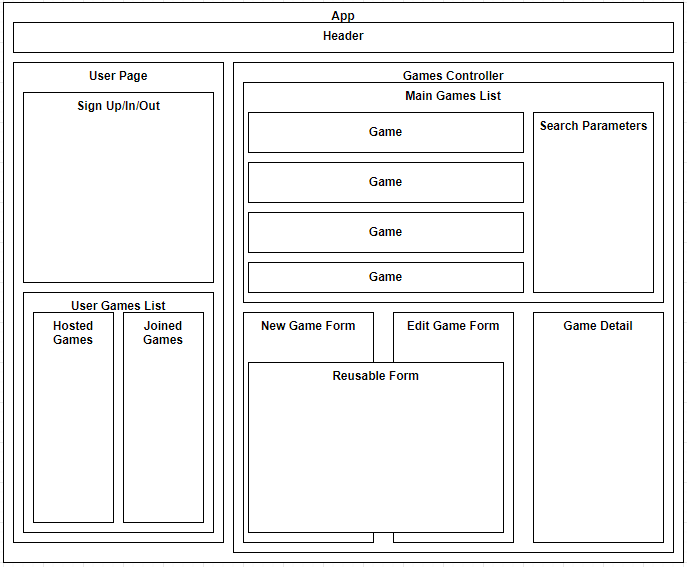 App
Header
User Page
Sign Up/In/Out
User Games List
Hosted
Games
Joined
Games
Games Controller
Main Games List
Game
Game
Game
Game
Search Parameters
New Game Form
Edit Game Form
Reusable Form
Game Detail